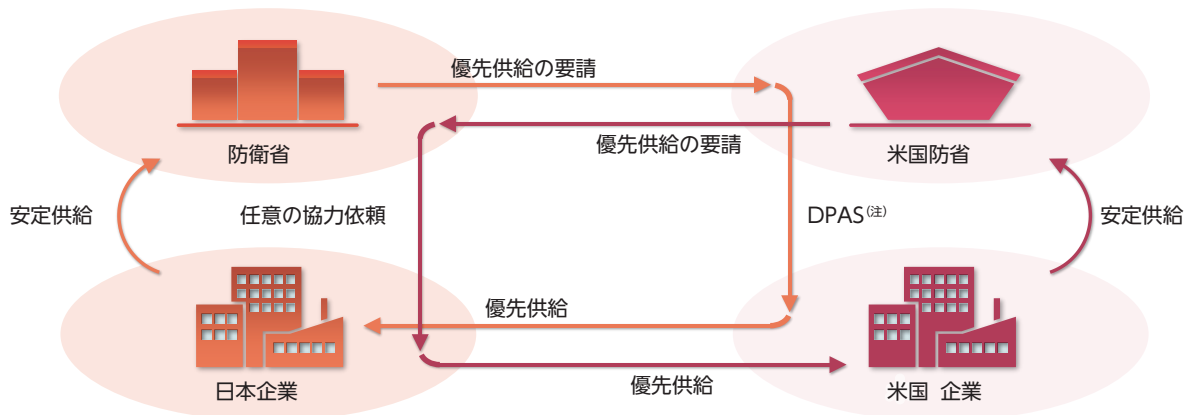 優先供給の要請
優先供給の要請
防衛省
米国防省
安定供給
任意の協力依頼
DPAS(注)
安定供給
優先供給
優先供給
日本企業
米国 企業